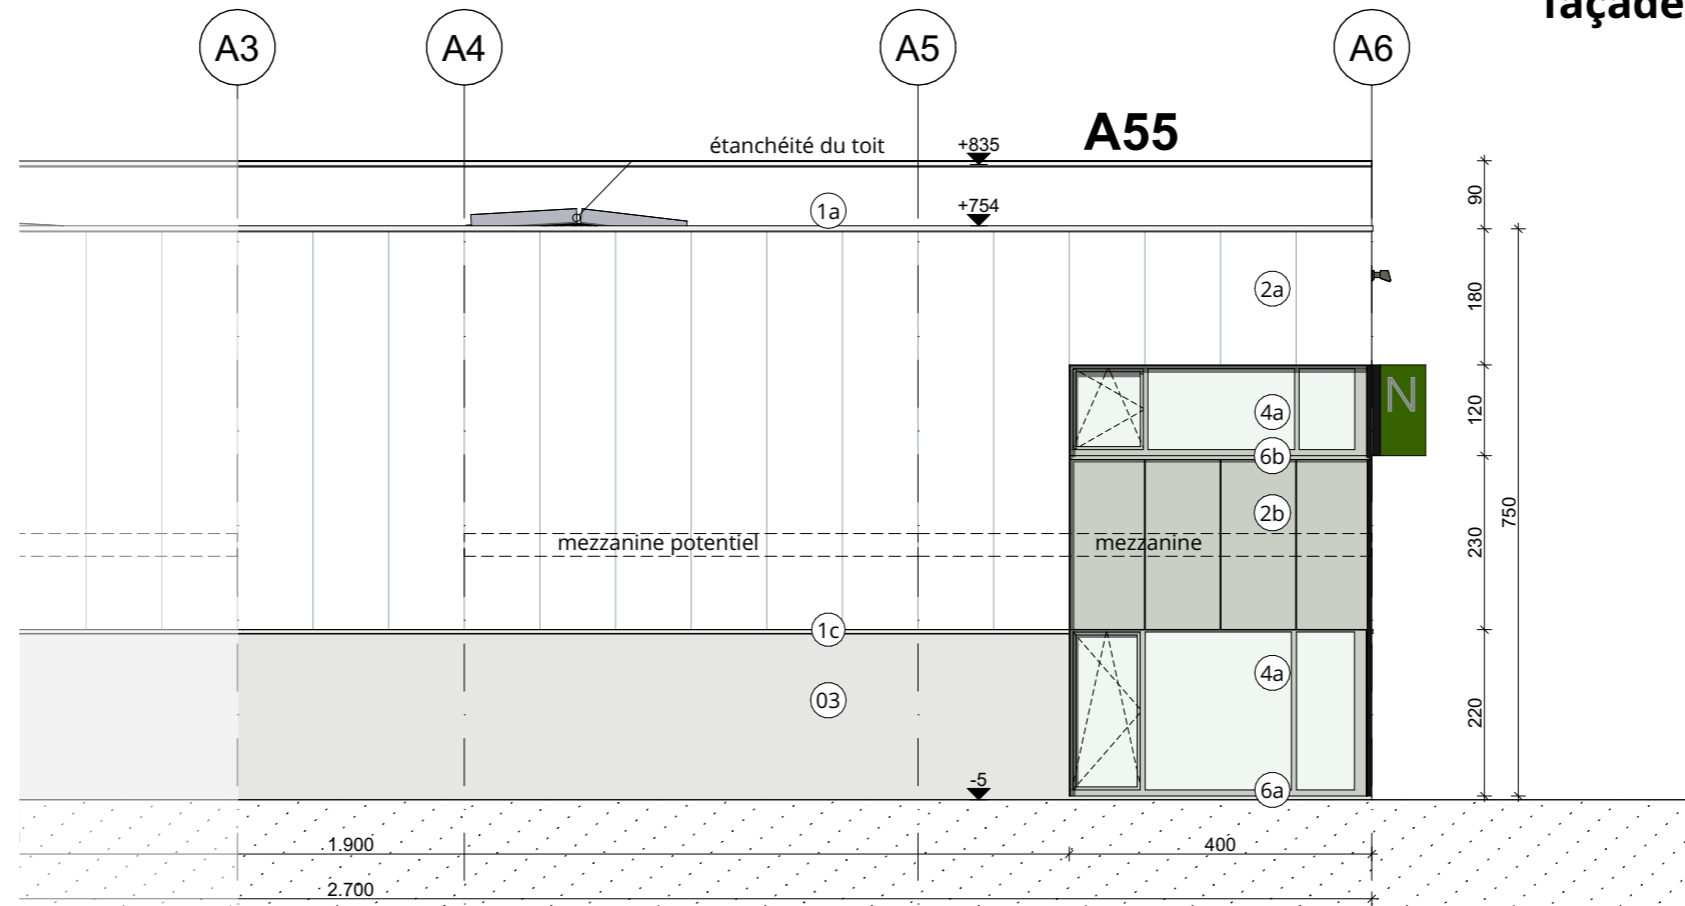 façade
A3
A4
A5
A6
A55
étanchéité du toit
+835
90
1a
+754
2a
180
4a
N
120
6b
2b
750
mezzanine potentiel
mezzanine
230
1c
4a
03
220
-5
6a
1.900
400
2.700